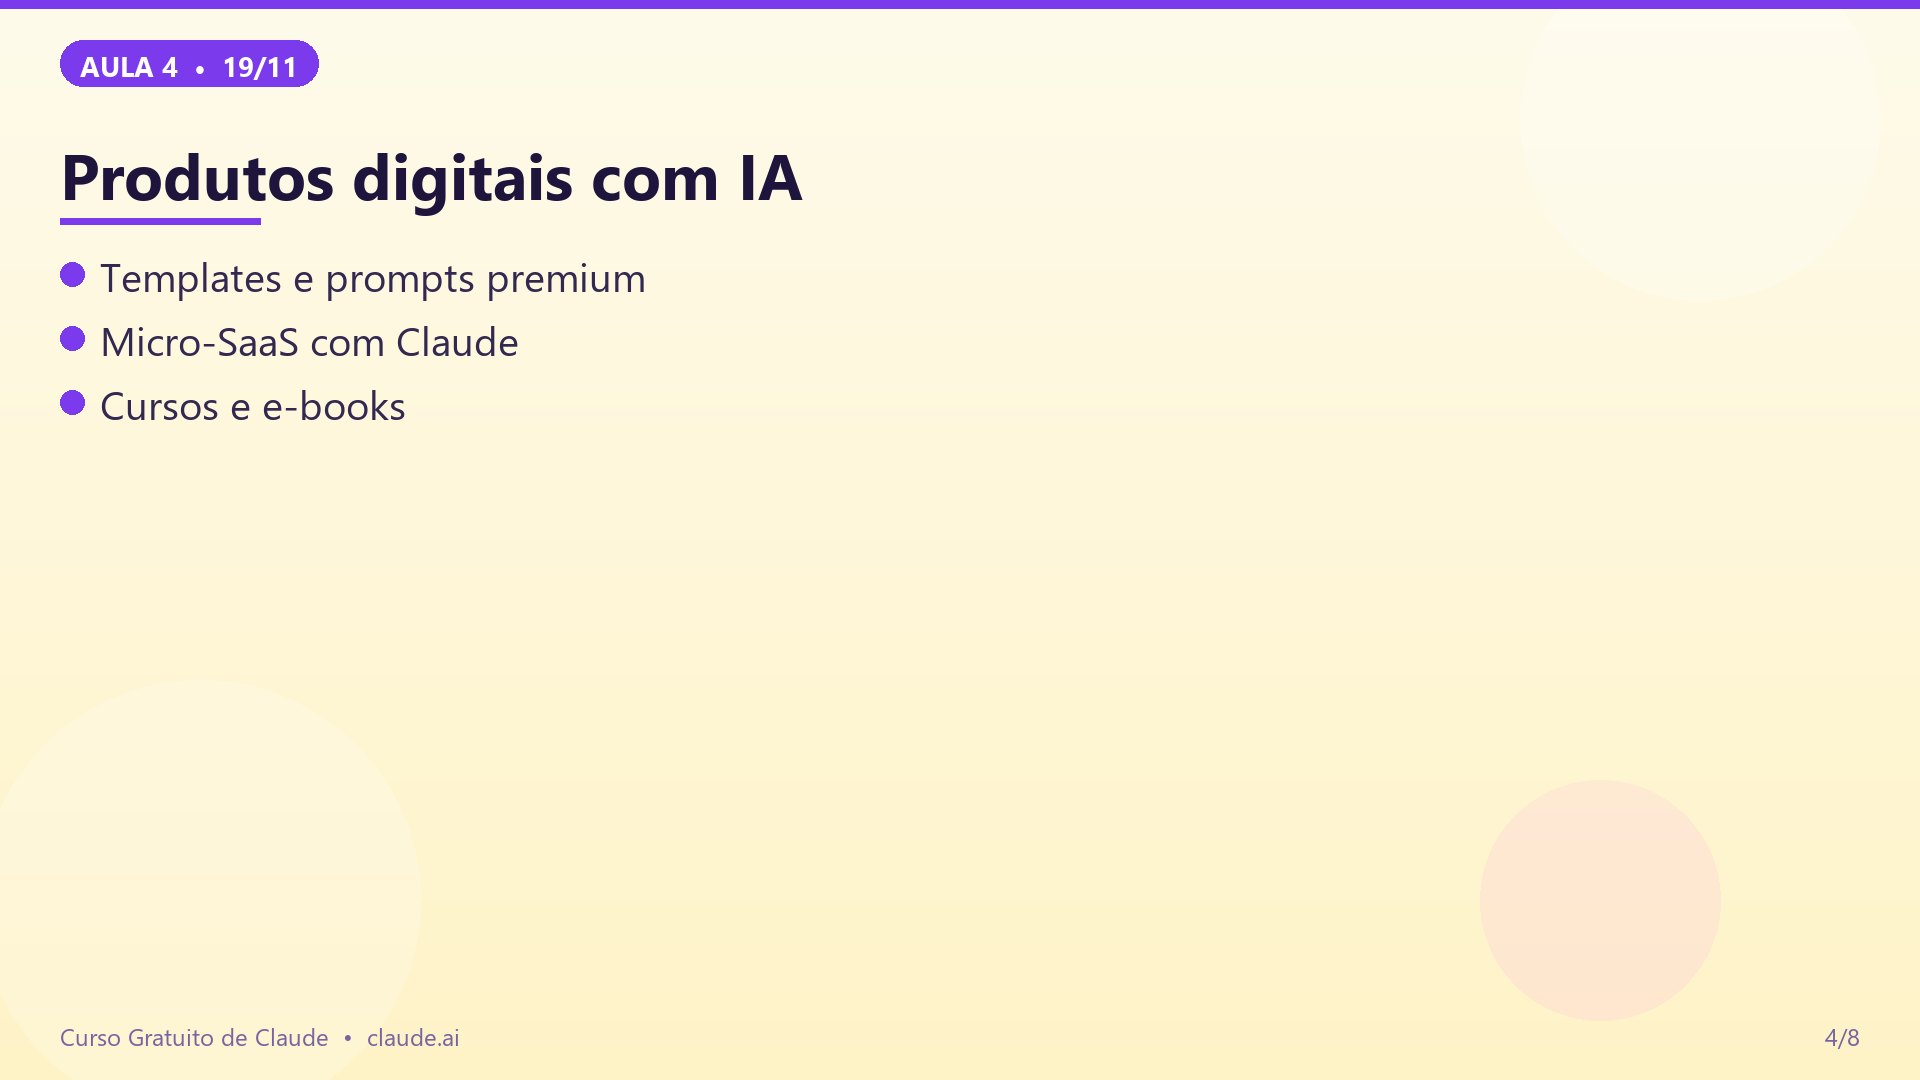 AULA 4 • 19/11
Produtos digitais com IA
Templates e prompts premium
Micro-SaaS com Claude
Cursos e e-books
Curso Gratuito de Claude • claude.ai
4/8